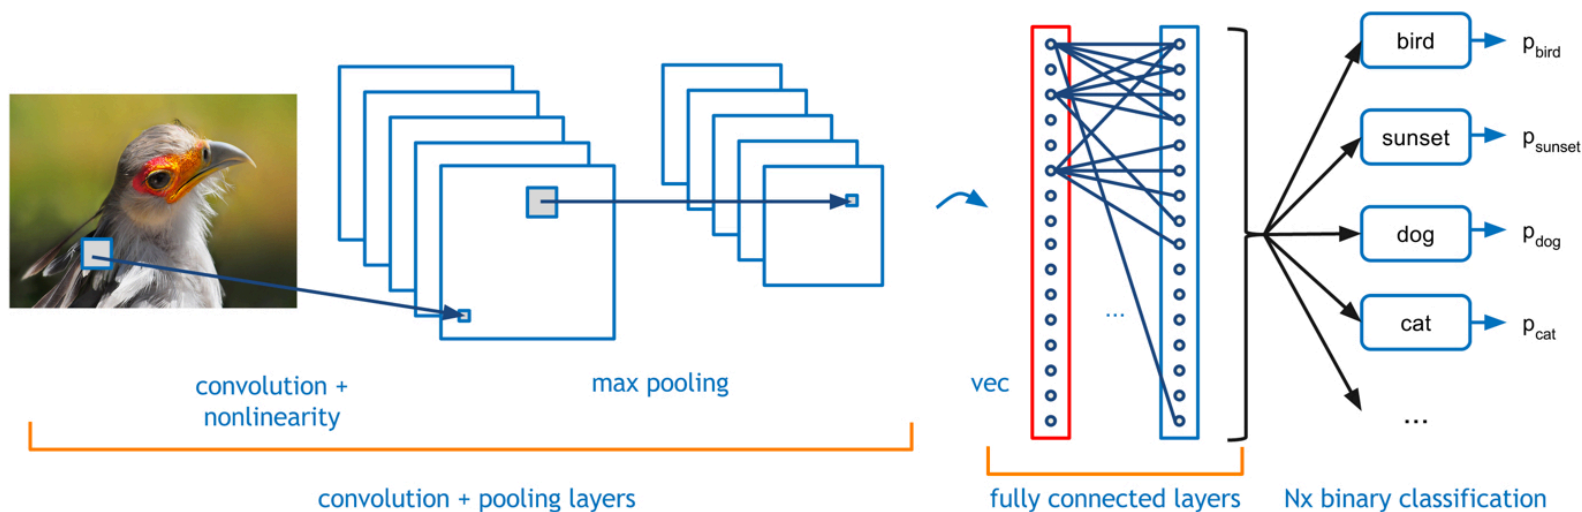 convolution +
nonlinearity
max pooling
vec
...
bird
p_bird
sunset
p_sunset
dog
p_dog
cat
p_cat
...
convolution + pooling layers
fully connected layers
Nx binary classification